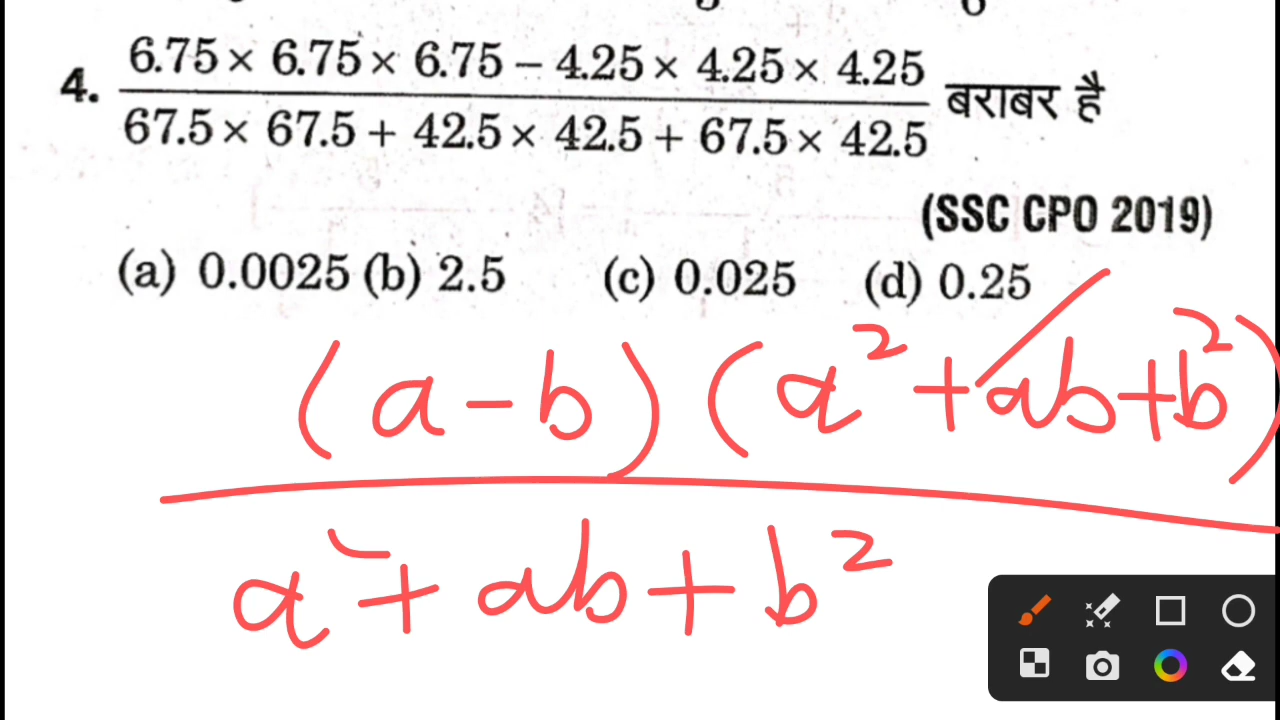 4. 6.75 × 6.75 × 6.75 – 4.25 × 4.25 × 4.25
67.5 × 67.5 + 42.5 × 42.5 + 67.5 × 42.5 बराबर है
(SSC CPO 2019)
(a) 0.0025 (b) 2.5 (c) 0.025 (d) 0.25
(a-b) (a² + ab + b²)
a² + ab + b²